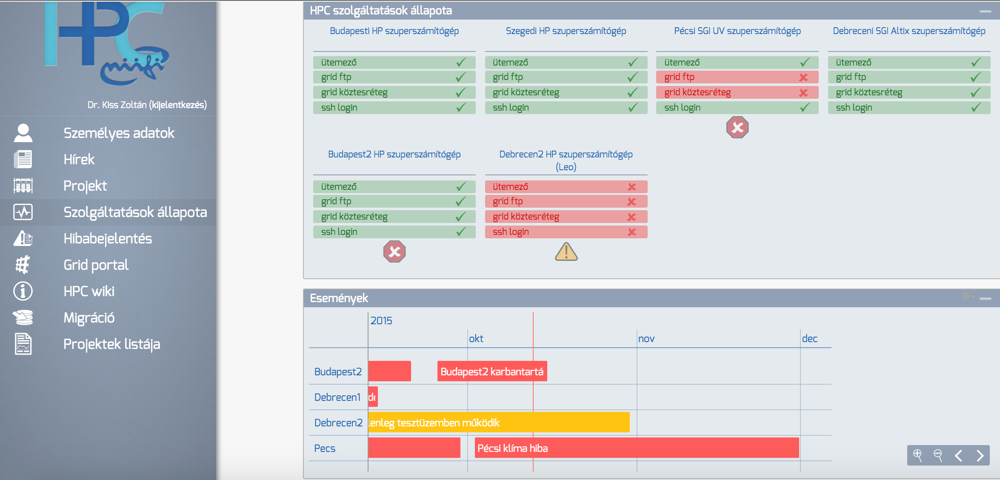 HPC
Dr. Kiss Zoltán (kijelentkezés)
Személyes adatok
Hírek
Projekt
Szolgáltatások állapota
Hibabejelentés
Grid portal
HPC wiki
Migráció
Projektek listája
HPC szolgáltatások állapota
Budapesti HP szuperszámítógép
ütemező
grid ftp
grid köztesréteg
ssh login
Szegedi HP szuperszámítógép
ütemező
grid ftp
grid köztesréteg
ssh login
Pécsi SGI UV szuperszámítógép
ütemező
grid ftp
grid köztesréteg
ssh login
Debreceni SGI Altix szuperszámítógép
ütemező
grid ftp
grid köztesréteg
ssh login
Budapest2 HP szuperszámítógép
ütemező
grid ftp
grid köztesréteg
ssh login
Debrecen2 HP szuperszámítógép
(Leo)
ütemező
grid ftp
grid köztesréteg
ssh login
Események
2015
okt nov dec
Budapest2 Budapest2 karbantartá
Debrecen1 de
Debrecen2 lenleg tesztüzemben működik
Pecs Pécsi klíma hiba